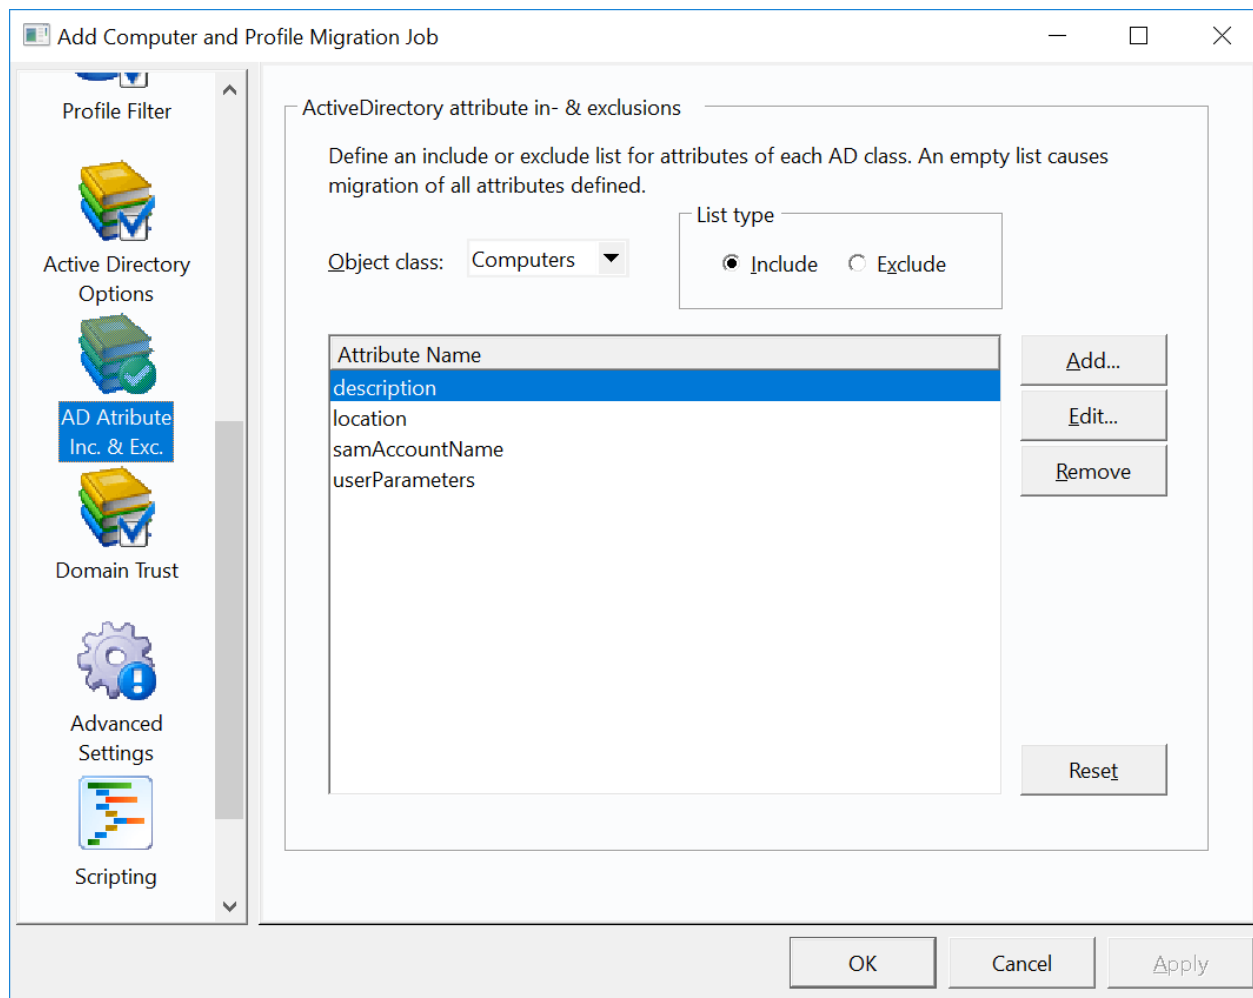 Add Computer and Profile Migration Job
Profile Filter
Active Directory
Options
AD Atribute
Inc. & Exc.
Domain Trust
Advanced
Settings
Scripting
ActiveDirectory attribute in- & exclusions
Define an include or exclude list for attributes of each AD class. An empty list causes
migration of all attributes defined.
List type
Object class: Computers
Include Exclude
Attribute Name
description
location
samAccountName
userParameters
Add...
Edit...
Remove
Reset
OK Cancel Apply